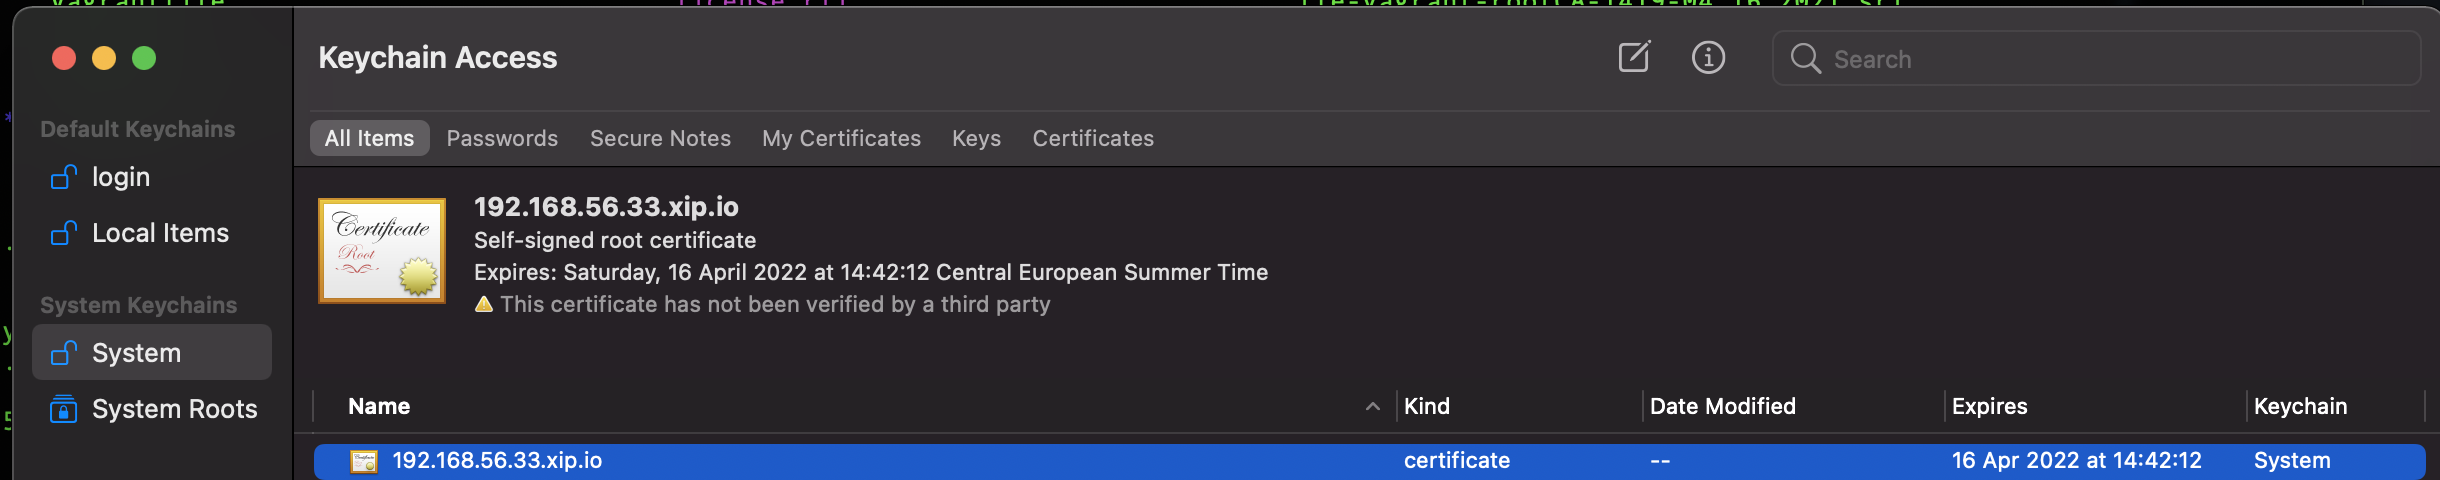 Vagrantfile
Keychain Access
Search
Default Keychains
login
Local Items
System Keychains
System
System Roots
All Items Passwords Secure Notes My Certificates Keys Certificates
Certificate
Root
192.168.56.33.xip.io
Self-signed root certificate
Expires: Saturday, 16 April 2022 at 14:42:12 Central European Summer Time
This certificate has not been verified by a third party
Name Kind Date Modified Expires Keychain
192.168.56.33.xip.io certificate -- 16 Apr 2022 at 14:42:12 System